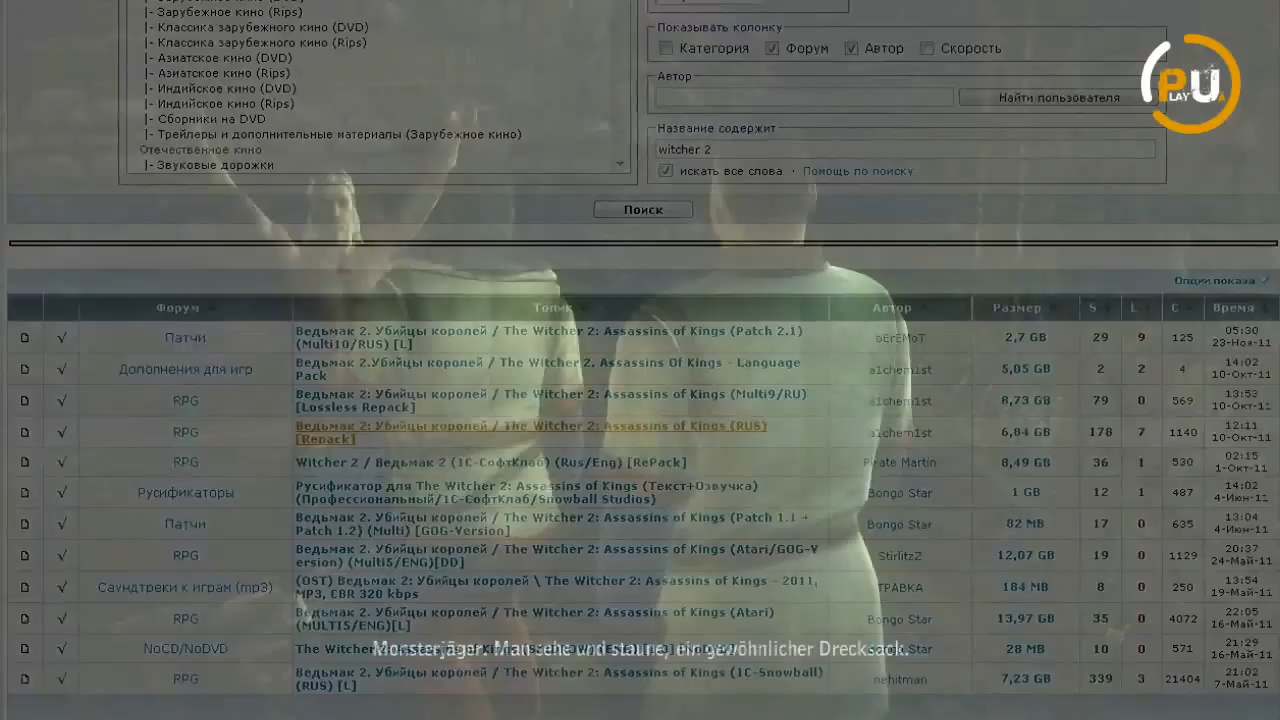 |- Зарубежное кино (Rips)
|- Классика зарубежного кино (DVD)
|- Классика зарубежного кино (Rips)
|- Азиатское кино (DVD)
|- Азиатское кино (Rips)
|- Индийское кино (DVD)
|- Индийское кино (Rips)
|- Сборники на DVD
|- Трейлеры и дополнительные материалы (Зарубежное кино)
Отечественное кино
|- Звуковые дорожки
Показывать колонку
Категория Форум Автор Скорость
Автор
Найти пользователя
Название содержит
witcher 2
искать все слова · Помощь по поиску
PU
LAY
Поиск
Опции показа
Форум Топик Автор Размер S L C Время
Патчи Ведьмак 2. Убийцы королей / The Witcher 2: Assassins of Kings (Patch 2.1) 2,7 GB 29 9 125 05:30
(Multi10/RUS) [L] 23-Ноя-11
Дополнения для игр Ведьмак 2.Убийцы королей / The Witcher 2. Assassins Of Kings - Language a1chem1st 5,05 GB 2 2 4 14:02
Pack 10-Окт-11
RPG Ведьмак 2: Убийцы королей / The Witcher 2: Assassins of Kings (Multi9/RU) a1chem1st 8,73 GB 79 0 569 13:53
[Lossless Repack] 10-Окт-11
RPG Ведьмак 2: Убийцы королей / The Witcher 2: Assassins of Kings (RUS) a1chem1st 6,84 GB 178 7 1140 12:11
[Repack] 10-Окт-11
RPG Witcher 2 / Ведьмак 2 (1С-СофтКлаб) (Rus/Eng) [RePack] Pirate Martin 8,49 GB 36 1 530 02:15
1-Окт-11
Русификаторы Русификатор для The Witcher 2: Assassins of Kings (Текст+Озвучка) Bongo Star 1 GB 12 1 487 14:02
(Профессиональный/1С-СофтКлаб/Snowball Studios) 4-Июн-11
Патчи Ведьмак 2. Убийцы королей / The Witcher 2: Assassins of Kings (Patch 1.1 + Bongo Star 82 MB 17 0 635 13:04
Patch 1.2) (Multi) [GOG-Version] 4-Июн-11
RPG Ведьмак 2. Убийцы королей / The Witcher 2: Assassins of Kings (Atari/GOG-V StirlitzZ 12,07 GB 19 0 1129 20:37
ersion) (Multi5/ENG)[DD] 24-Май-11
Саундтреки к играм (mp3) (OST) Ведьмак 2: Убийцы королей \ The Witcher 2: Assassins of Kings - 2011, ТРАВКА 184 MB 8 0 250 13:54
MP3, CBR 320 kbps 19-Май-11
RPG Ведьмак 2. Убийцы королей / The Witcher 2: Assassins of Kings (Atari) Bongo Star 13,97 GB 35 0 4072 22:05
(MULTI5/ENG)[L] 16-Май-11
NoCD/NoDVD The Witcher Star 28 MB 10 0 571 21:29
16-Май-11
Monsterjäger. Man sehe und staune, ein gewöhnlicher Drecksack.
RPG Ведьмак 2. Убийцы королей / The Witcher 2: Assassins of Kings (1C-Snowball) nehitman 7,23 GB 339 3 21404 21:02
(RUS) [L] 7-Май-11